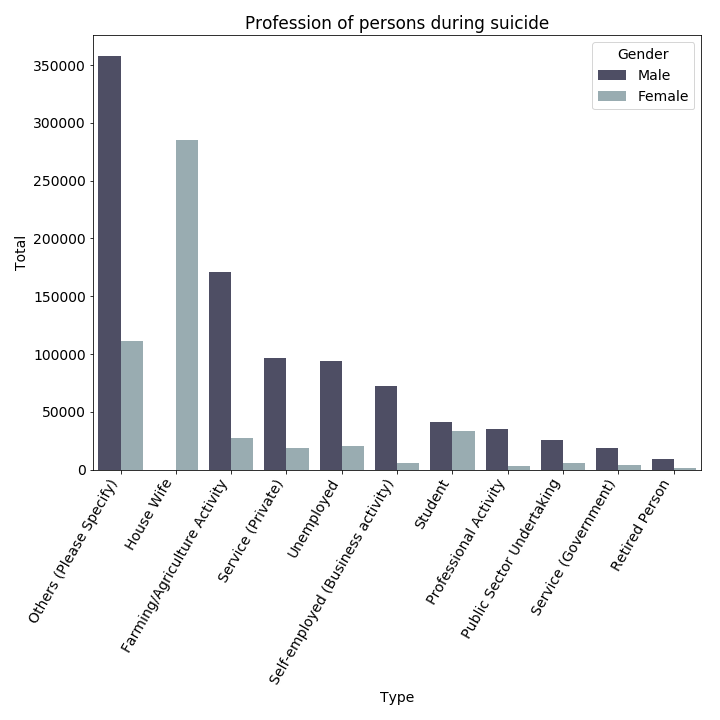 Profession of persons during suicide
Gender
Male
Female
350000
300000
250000
200000
150000
100000
50000
0
Total
Others (Please Specify)
House Wife
Farming/Agriculture Activity
Service (Private)
Unemployed
Self-employed (Business activity)
Student
Professional Activity
Public Sector Undertaking
Service (Government)
Retired Person
Type